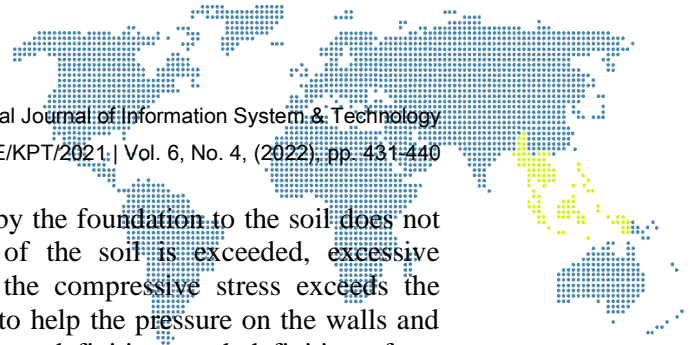 al Journal of Information System & Technology
E/KPT/2021 | Vol. 6, No. 4, (2022), pp. 431-440
by the foundation to the soil does not
of the soil is exceeded, excessive
the compressive stress exceeds the
to help the pressure on the walls and